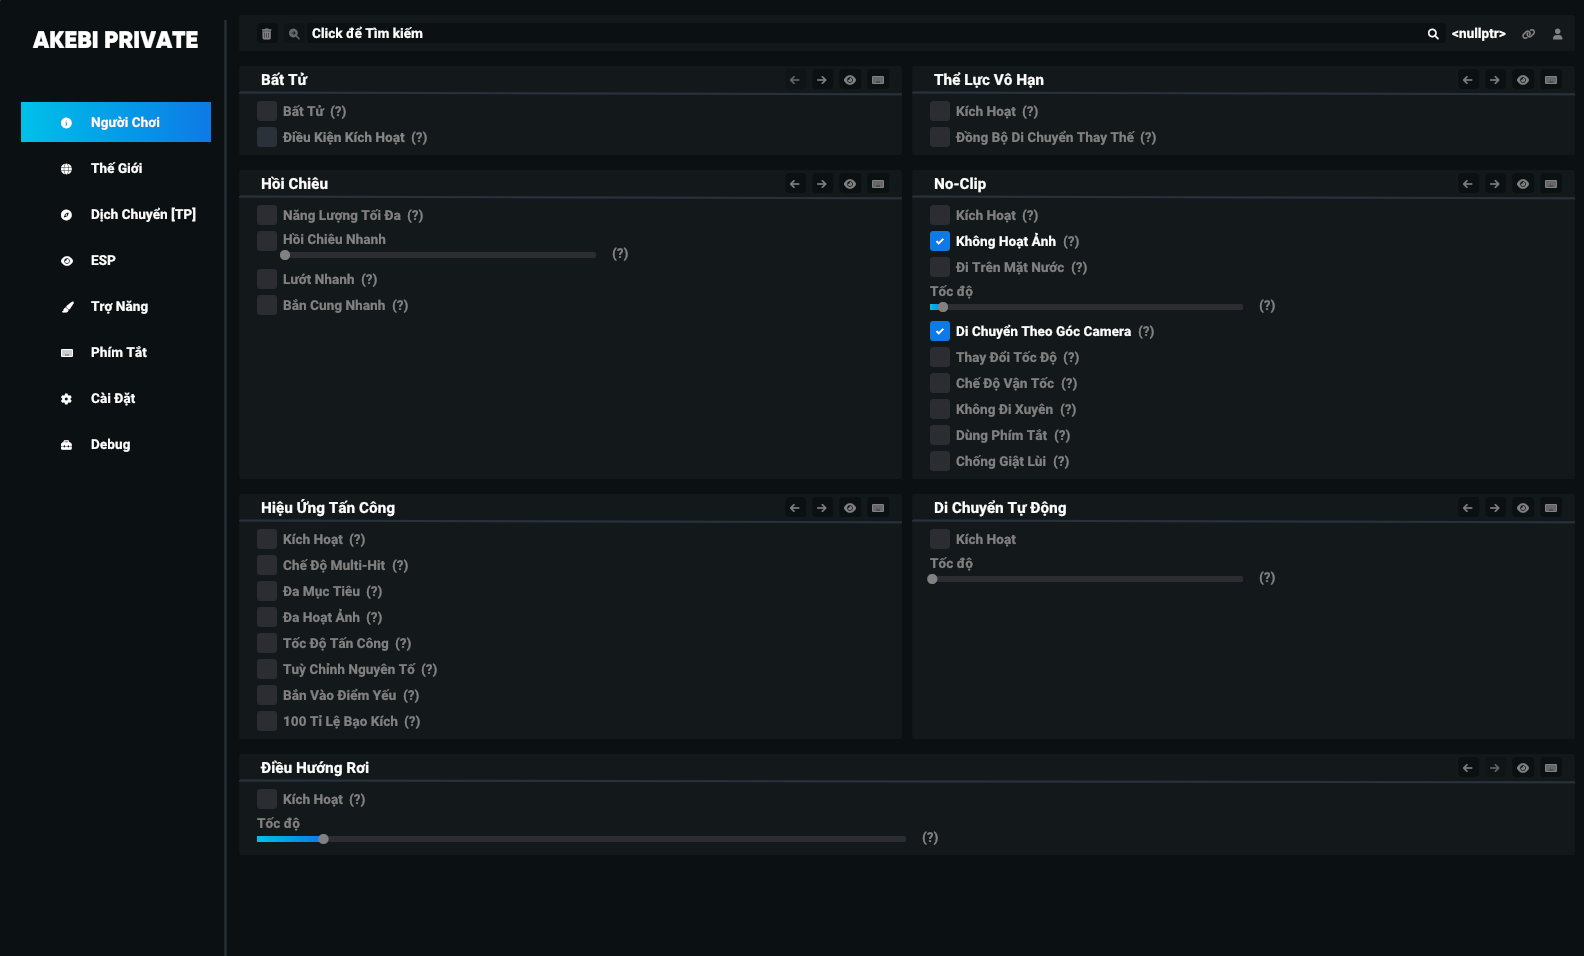 AKEBI PRIVATE
Người Chơi
Thế Giới
Dịch Chuyển [TP]
ESP
Trợ Năng
Phím Tắt
Cài Đặt
Debug
Click để Tìm kiếm
<nullptr>
Bất Tử
Bất Tử (?)
Điều Kiện Kích Hoạt (?)
Thể Lực Vô Hạn
Kích Hoạt (?)
Đồng Bộ Di Chuyển Thay Thế (?)
Hồi Chiêu
Năng Lượng Tối Đa (?)
Hồi Chiêu Nhanh
(?)
Lướt Nhanh (?)
Bắn Cung Nhanh (?)
No-Clip
Kích Hoạt (?)
Không Hoạt Ảnh (?)
Đi Trên Mặt Nước (?)
Tốc độ
(?)
Di Chuyển Theo Góc Camera (?)
Thay Đổi Tốc Độ (?)
Chế Độ Vận Tốc (?)
Không Đi Xuyên (?)
Dùng Phím Tắt (?)
Chống Giật Lùi (?)
Hiệu Ứng Tấn Công
Kích Hoạt (?)
Chế Độ Multi-Hit (?)
Đa Mục Tiêu (?)
Đa Hoạt Ảnh (?)
Tốc Độ Tấn Công (?)
Tuỳ Chỉnh Nguyên Tố (?)
Bắn Vào Điểm Yếu (?)
100 Tỉ Lệ Bạo Kích (?)
Di Chuyển Tự Động
Kích Hoạt
Tốc độ
(?)
Điều Hướng Rơi
Kích Hoạt (?)
Tốc độ
(?)